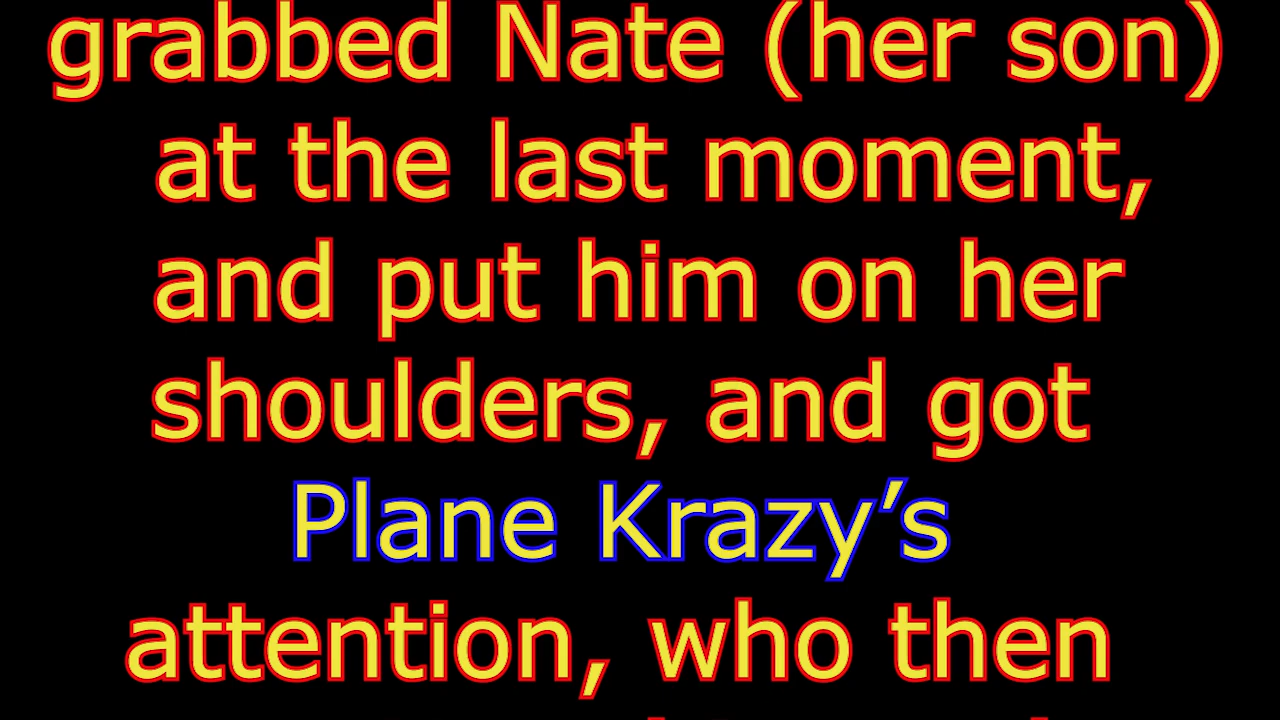 grabbed Nate (her son)
at the last moment,
and put him on her
shoulders, and got
Plane Krazy’s
attention, who then